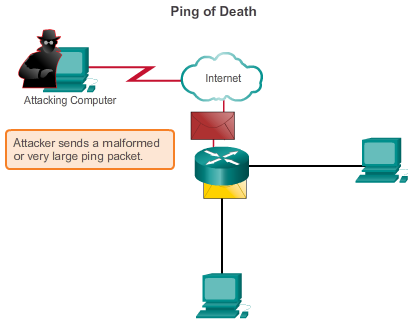 Ping of Death
Internet
Attacking Computer
Attacker sends a malformed
or very large ping packet.